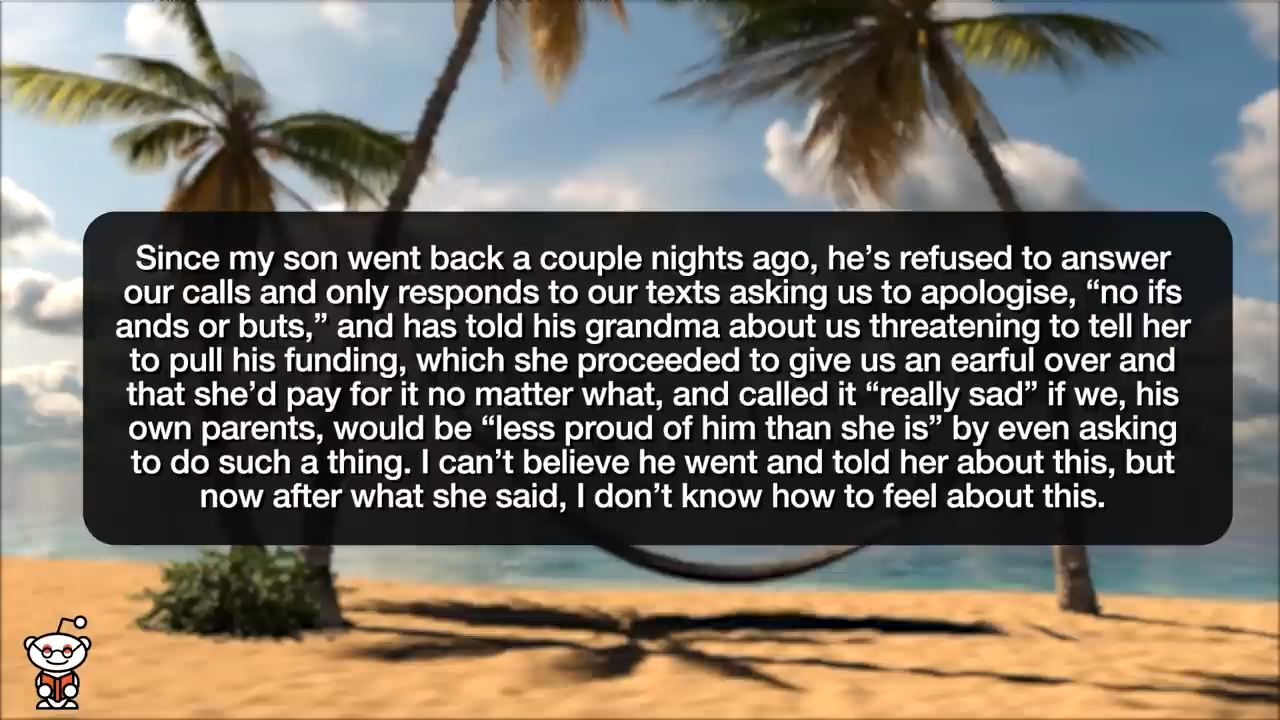 Since my son went back a couple nights ago, he’s refused to answer
our calls and only responds to our texts asking us to apologise, “no ifs
ands or buts,” and has told his grandma about us threatening to tell her
to pull his funding, which she proceeded to give us an earful over and
that she’d pay for it no matter what, and called it “really sad” if we, his
own parents, would be “less proud of him than she is” by even asking
to do such a thing. I can’t believe he went and told her about this, but
now after what she said, I don’t know how to feel about this.